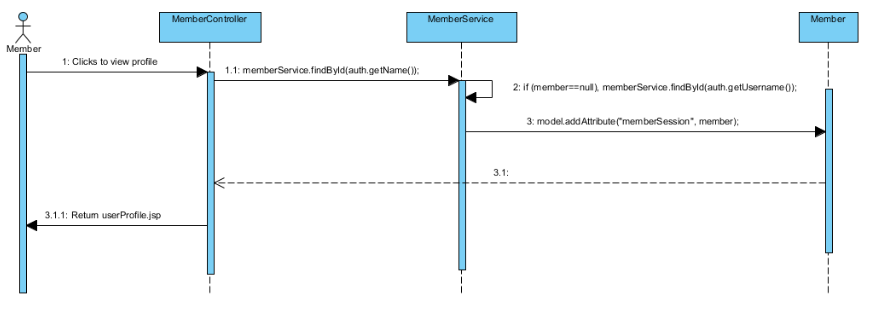 MemberController
MemberService
Member
Member
1: Clicks to view profile
1.1: memberService.findById(auth.getName());
2: if (member==null), memberService.findById(auth.getUsername());
3: model.addAttribute("memberSession", member);
3.1:
3.1.1: Return userProfile.jsp